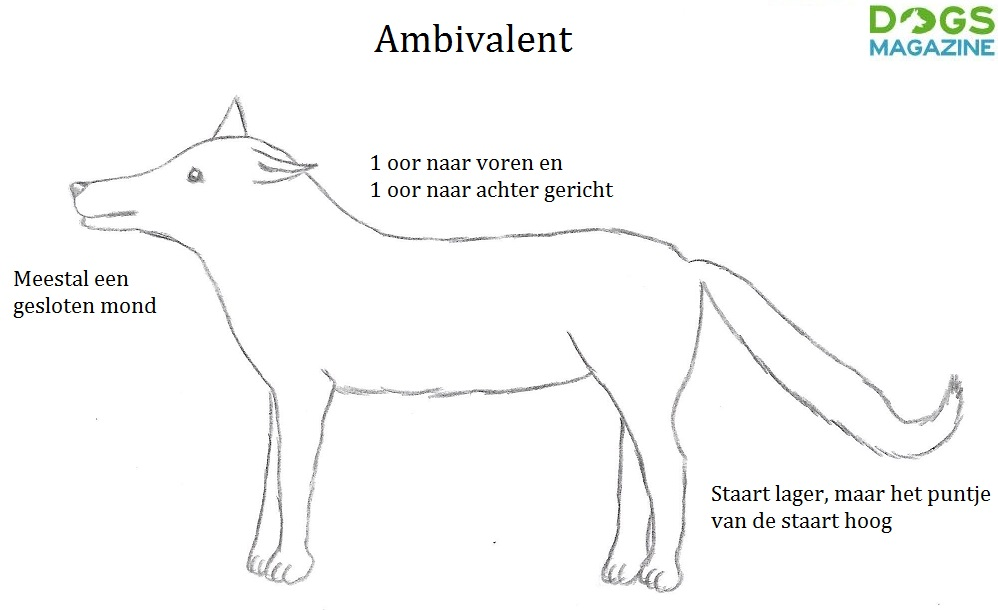 Ambivalent
DOGS
MAGAZINE
1 oor naar voren en
1 oor naar achter gericht
Meestal een
gesloten mond
Staart lager, maar het puntje
van de staart hoog